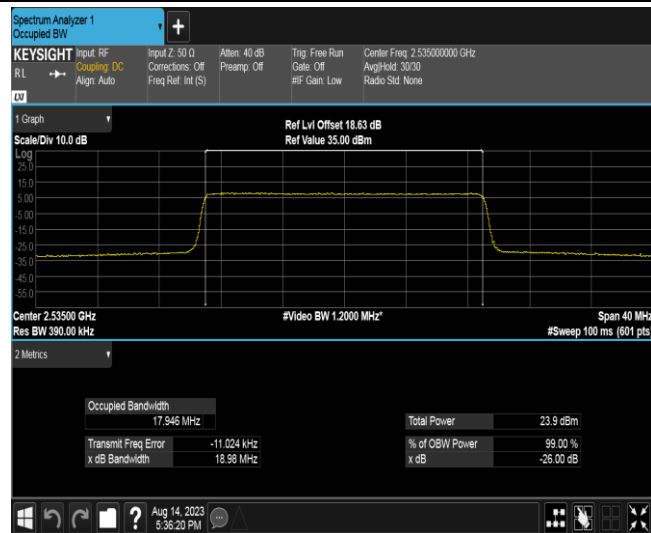 Spectrum Analyzer 1
Occupied BW
+
KEYSIGHT
RL
LXI
Input: RF
Coupling: DC
Align: Auto
Input Z: 50 Ω
Corrections: Off
Freq Ref: Int (S)
Atten: 40 dB
Preamp: Off
Trig: Free Run
Gate: Off
#IF Gain: Low
Center Freq: 2.535000000 GHz
Avg|Hold: 30/30
Radio Std: None
1 Graph
Scale/Div 10.0 dB
Ref Lvl Offset 18.63 dB
Ref Value 35.00 dBm
Log
25.0
15.0
5.00
-5.00
-15.0
-25.0
-35.0
-45.0
-55.0
Center 2.53500 GHz
#Video BW 1.2000 MHz*
Span 40 MHz
Res BW 390.00 kHz
#Sweep 100 ms (601 pts)
2 Metrics
Occupied Bandwidth
17.946 MHz
Total Power 23.9 dBm
Transmit Freq Error -11.024 kHz
% of OBW Power 99.00 %
x dB Bandwidth 18.98 MHz
x dB -26.00 dB
?
Aug 14, 2023
5:36:20 PM